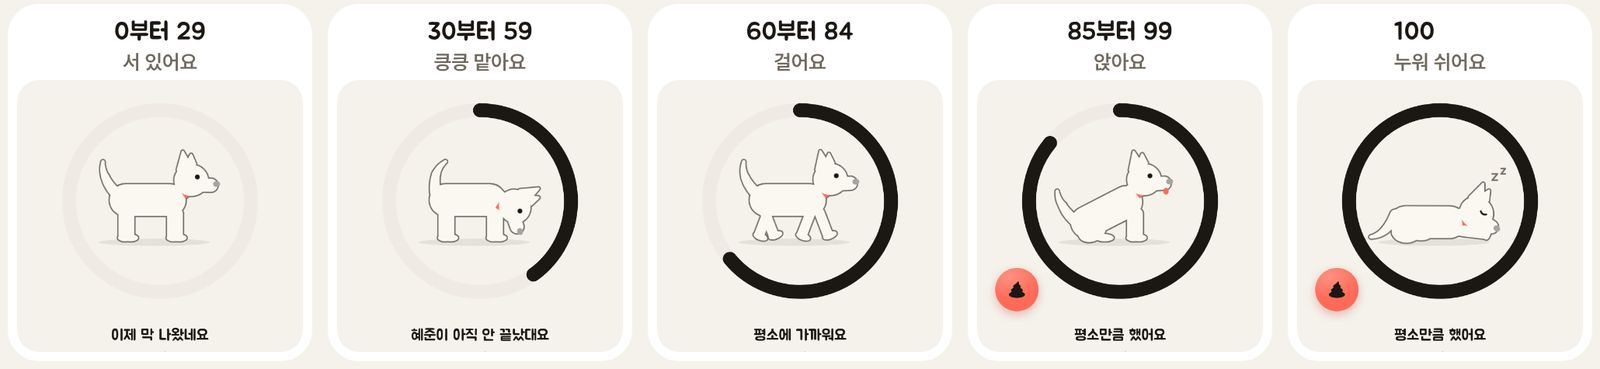 0부터 29
서 있어요
이제 막 나왔네요
30부터 59
킁킁 맡아요
혜준이 아직 안 끝났대요
60부터 84
걸어요
평소에 가까워요
85부터 99
앉아요
평소만큼 했어요
100
누워 쉬어요
zz
평소만큼 했어요